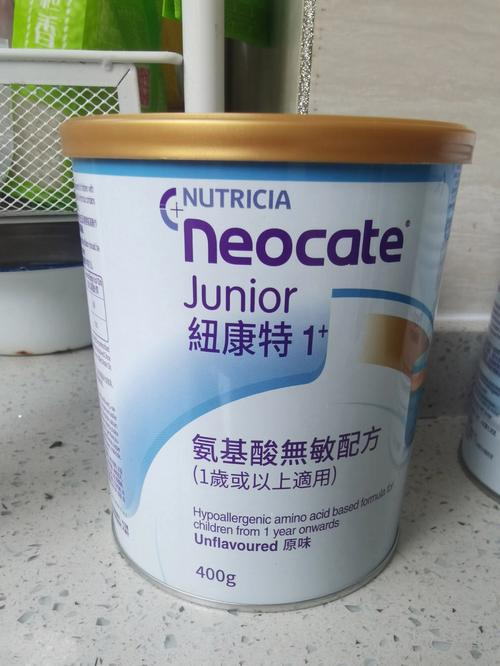 香
NUTRICIA
neocate®
Junior
紐康特 1+
氨基酸無敏配方
(1歲或以上適用)
Hypoallergenic amino acid based formula for
children from 1 year onwards
Unflavoured 原味
400g